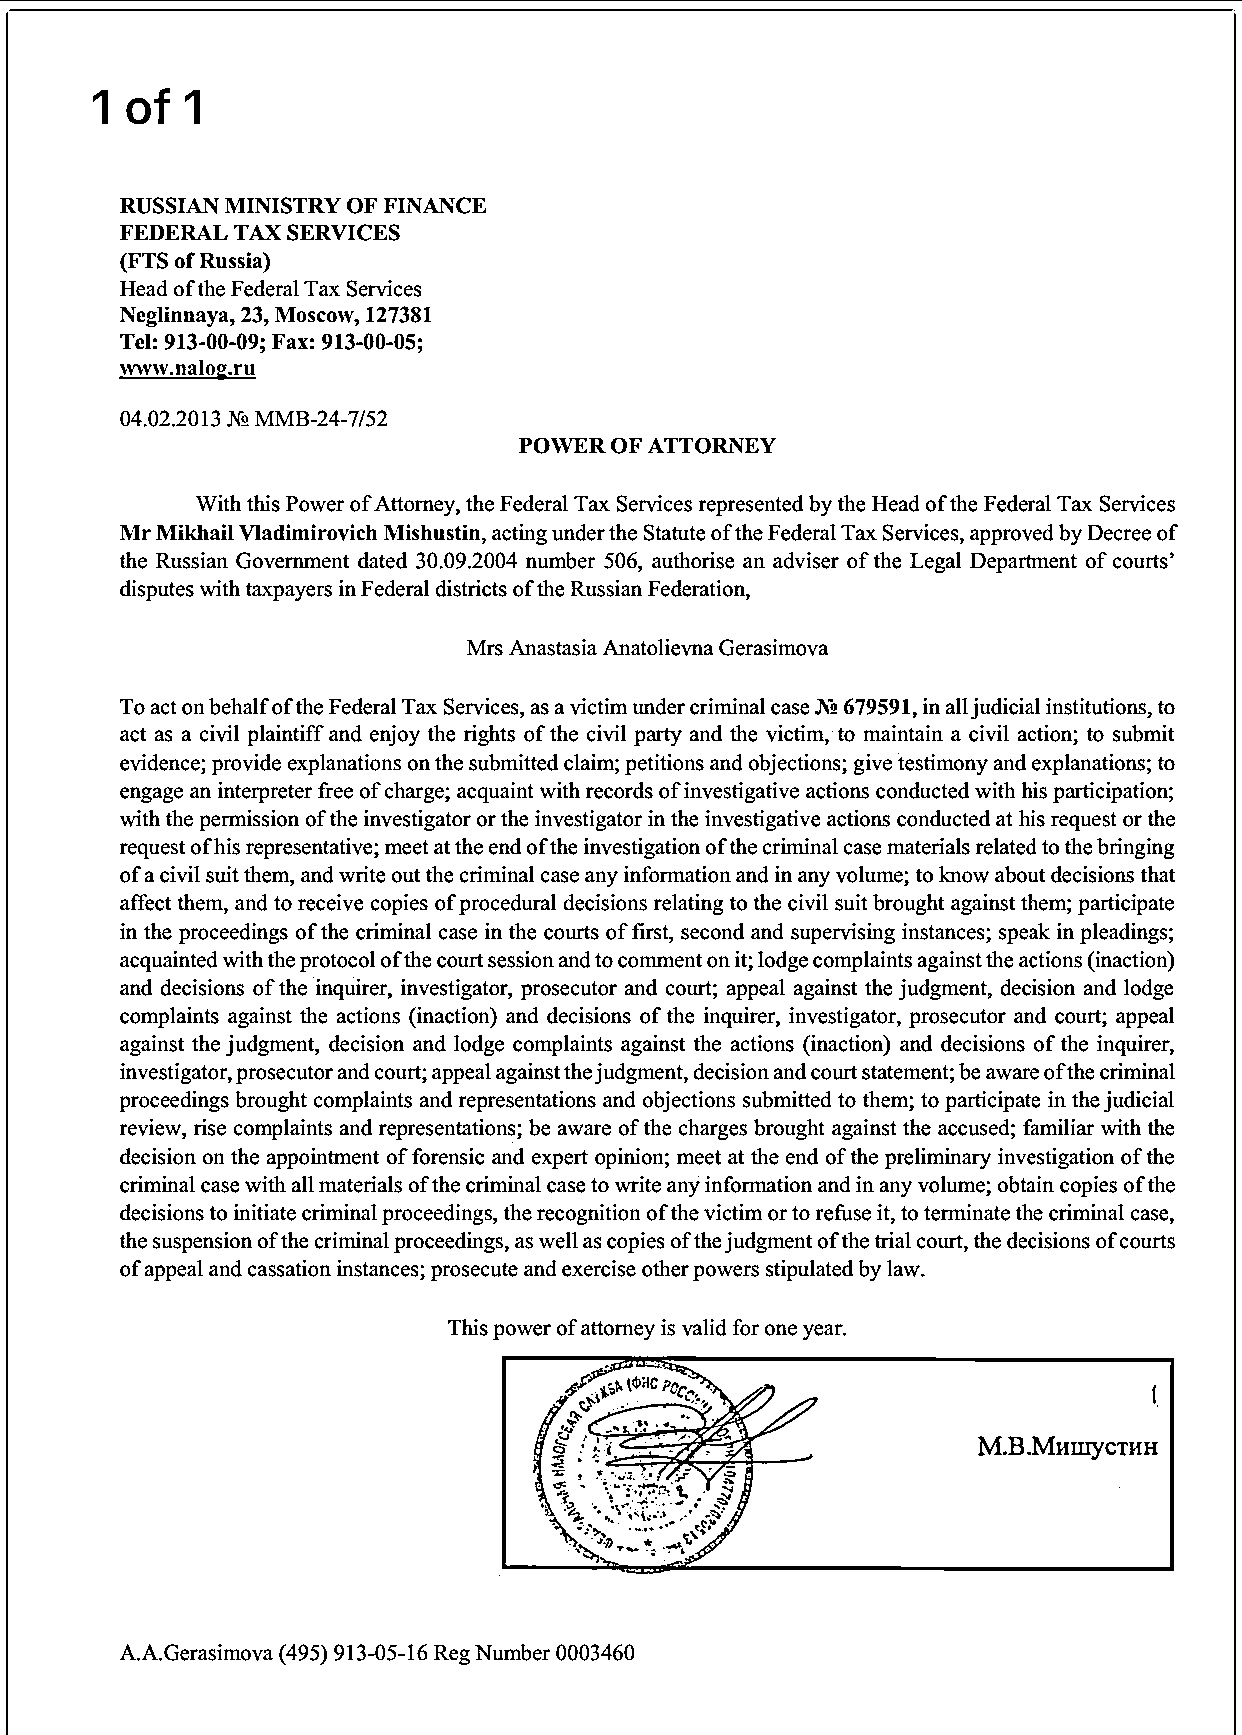 1 of 1
RUSSIAN MINISTRY OF FINANCE
FEDERAL TAX SERVICES
(FTS of Russia)
Head of the Federal Tax Services
Neglinnaya, 23, Moscow, 127381
Tel: 913-00-09; Fax: 913-00-05;
www.nalog.ru
04.02.2013 № MMB-24-7/52
POWER OF ATTORNEY
With this Power of Attorney, the Federal Tax Services represented by the Head of the Federal Tax Services
Mr Mikhail Vladimirovich Mishustin, acting under the Statute of the Federal Tax Services, approved by Decree of
the Russian Government dated 30.09.2004 number 506, authorise an adviser of the Legal Department of courts’
disputes with taxpayers in Federal districts of the Russian Federation,
Mrs Anastasia Anatolievna Gerasimova
To act on behalf of the Federal Tax Services, as a victim under criminal case № 679591, in all judicial institutions, to
act as a civil plaintiff and enjoy the rights of the civil party and the victim, to maintain a civil action; to submit
evidence; provide explanations on the submitted claim; petitions and objections; give testimony and explanations; to
engage an interpreter free of charge; acquaint with records of investigative actions conducted with his participation;
with the permission of the investigator or the investigator in the investigative actions conducted at his request or the
request of his representative; meet at the end of the investigation of the criminal case materials related to the bringing
of a civil suit them, and write out the criminal case any information and in any volume; to know about decisions that
affect them, and to receive copies of procedural decisions relating to the civil suit brought against them; participate
in the proceedings of the criminal case in the courts of first, second and supervising instances; speak in pleadings;
acquainted with the protocol of the court session and to comment on it; lodge complaints against the actions (inaction)
and decisions of the inquirer, investigator, prosecutor and court; appeal against the judgment, decision and lodge
complaints against the actions (inaction) and decisions of the inquirer, investigator, prosecutor and court; appeal
against the judgment, decision and lodge complaints against the actions (inaction) and decisions of the inquirer,
investigator, prosecutor and court; appeal against the judgment, decision and court statement; be aware of the criminal
proceedings brought complaints and representations and objections submitted to them; to participate in the judicial
review, rise complaints and representations; be aware of the charges brought against the accused; familiar with the
decision on the appointment of forensic and expert opinion; meet at the end of the preliminary investigation of the
criminal case with all materials of the criminal case to write any information and in any volume; obtain copies of the
decisions to initiate criminal proceedings, the recognition of the victim or to refuse it, to terminate the criminal case,
the suspension of the criminal proceedings, as well as copies of the judgment of the trial court, the decisions of courts
of appeal and cassation instances; prosecute and exercise other powers stipulated by law.
This power of attorney is valid for one year.
СЛУЖБА (ФНС РОССИИ)
М.В.Мишустин
A.A.Gerasimova (495) 913-05-16 Reg Number 0003460